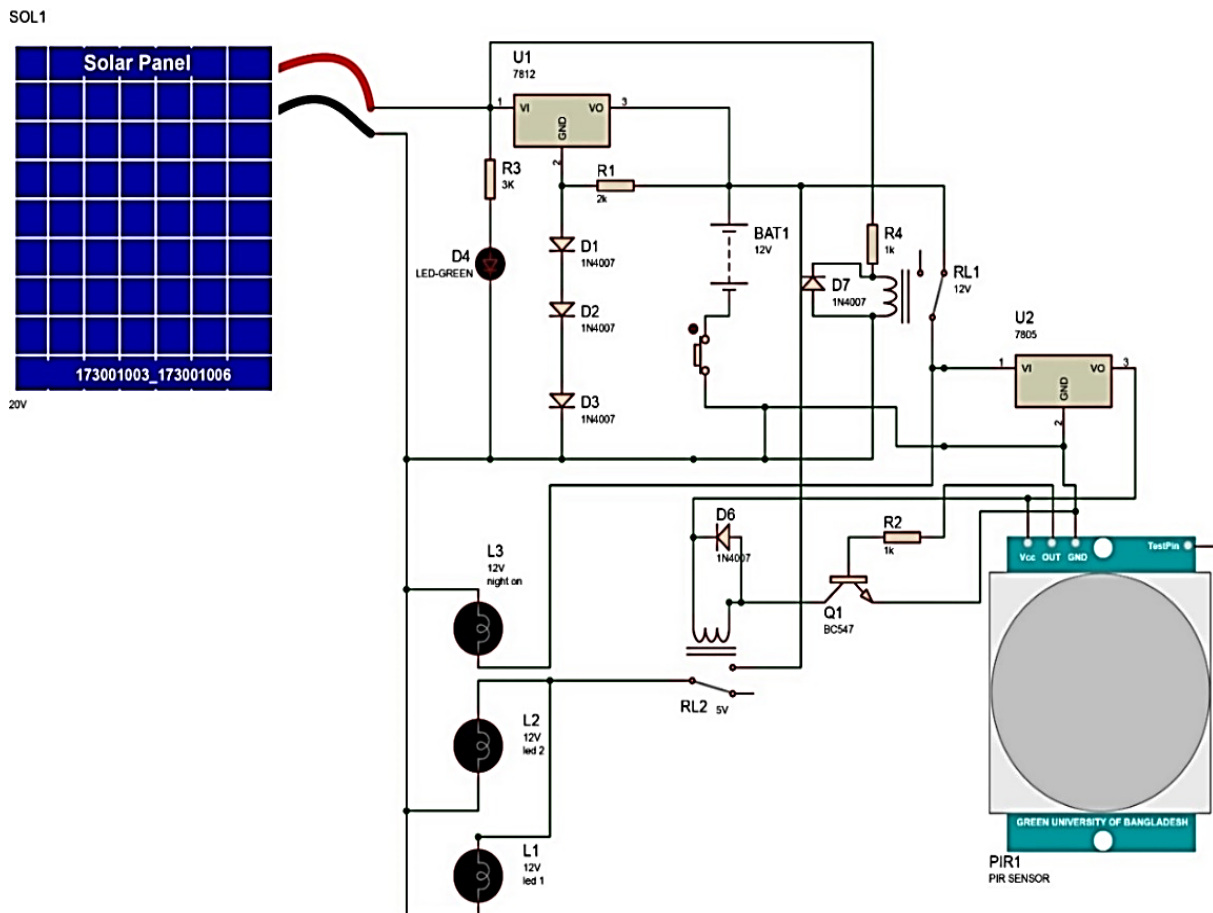 SOL1
Solar Panel
173001003_173001006
20V
U1
7812
1
VI
VO
3
GND
2
R3
3K
R1
2k
D4
LED-GREEN
D1
1N4007
D2
1N4007
D3
1N4007
BAT1
12V
R4
1k
D7
1N4007
RL1
12V
U2
7805
1
VI
VO
3
GND
2
D6
1N4007
R2
1k
Q1
BC547
L3
12V
night on
RL2 5V
L2
12V
led 2
L1
12V
led 1
Vcc OUT GND
TestPin
GREEN UNIVERSITY OF BANGLADESH
PIR1
PIR SENSOR